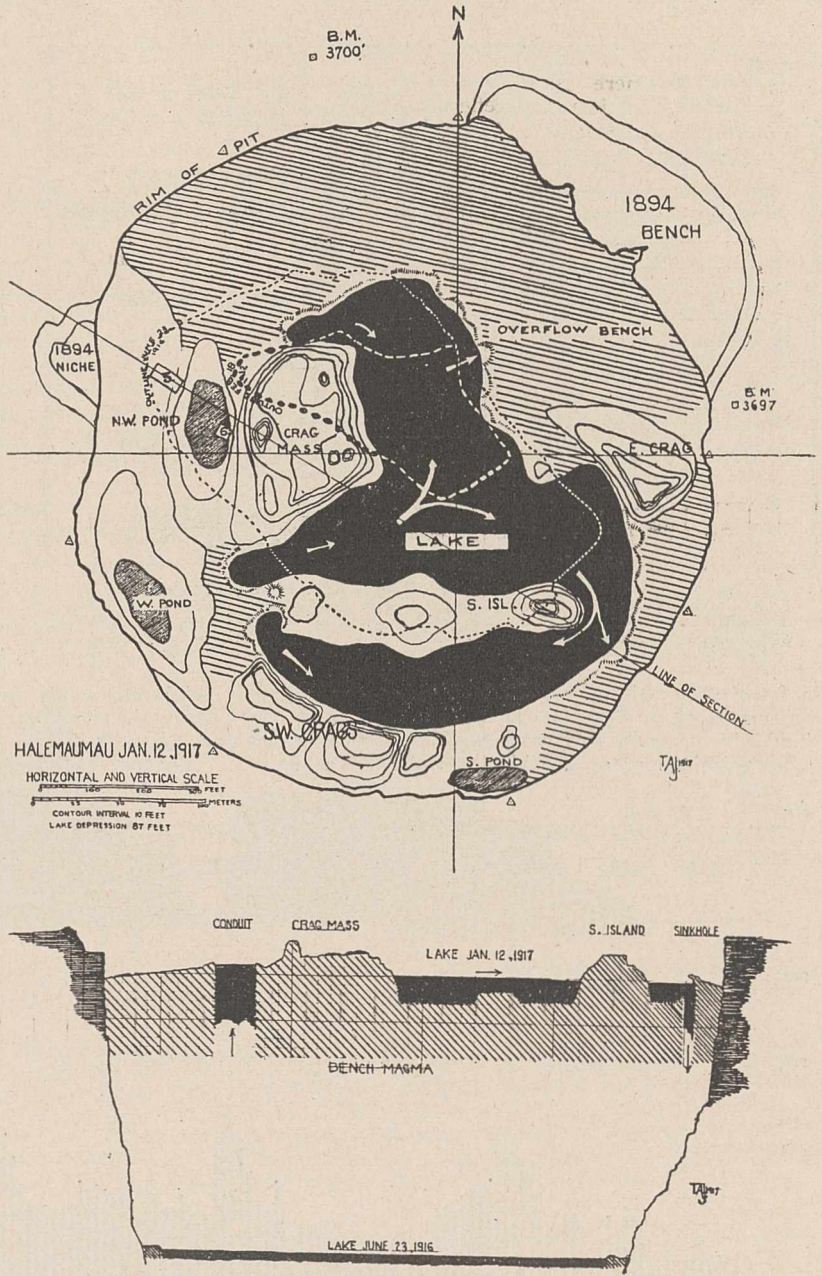 N
B.M.
3700'
RIM OF PIT
1894
BENCH
OVERFLOW BENCH
1894
NICHE
B.M.
3697
N.W. POND
CRAG
MASS
E. CRAG
LAKE
W. POND
S. ISL.
LINE OF SECTION
S.W. CRAGS
S. POND
HALEMAUMAU JAN. 12, 1917
HORIZONTAL AND VERTICAL SCALE
FEET
METERS
CONTOUR INTERVAL 10 FEET
LAKE DEPRESSION 87 FEET
TAJ. 1917
CONDUIT
CRAG MASS
LAKE JAN. 12, 1917
S. ISLAND
SINKHOLE
BENCH MAGMA
TAJ 1917
LAKE JUNE 23, 1916